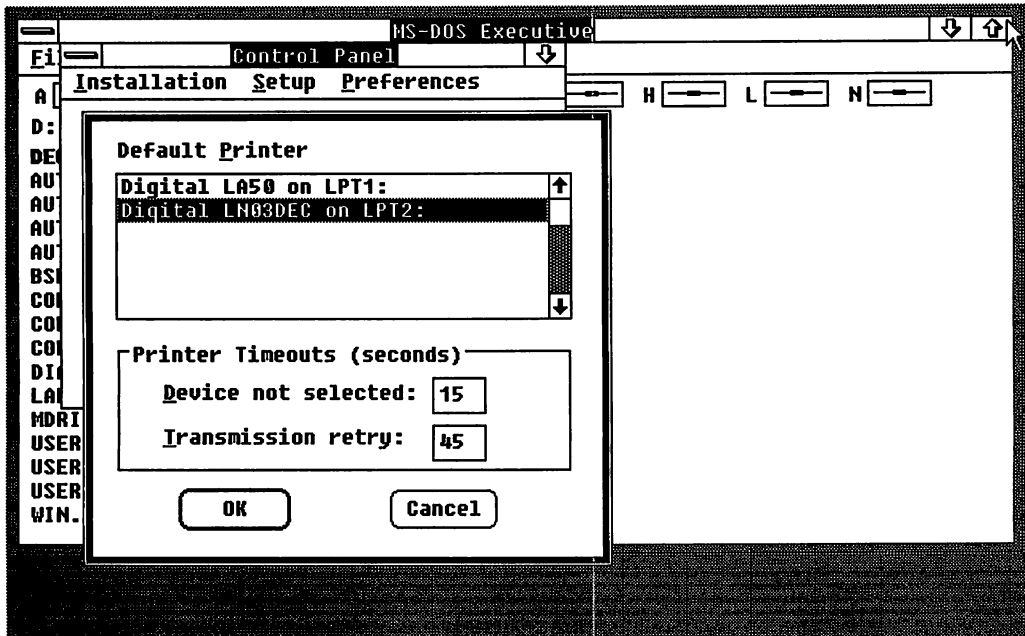 MS-DOS Executive
Control Panel
Installation Setup Preferences
A H L N
D:
Default Printer
Digital LA50 on LPT1:
Digital LN03DEC on LPT2:
Printer Timeouts (seconds)
Device not selected: 15
Transmission retry: 45
OK Cancel
MDRI
USER
USER
USER
WIN.